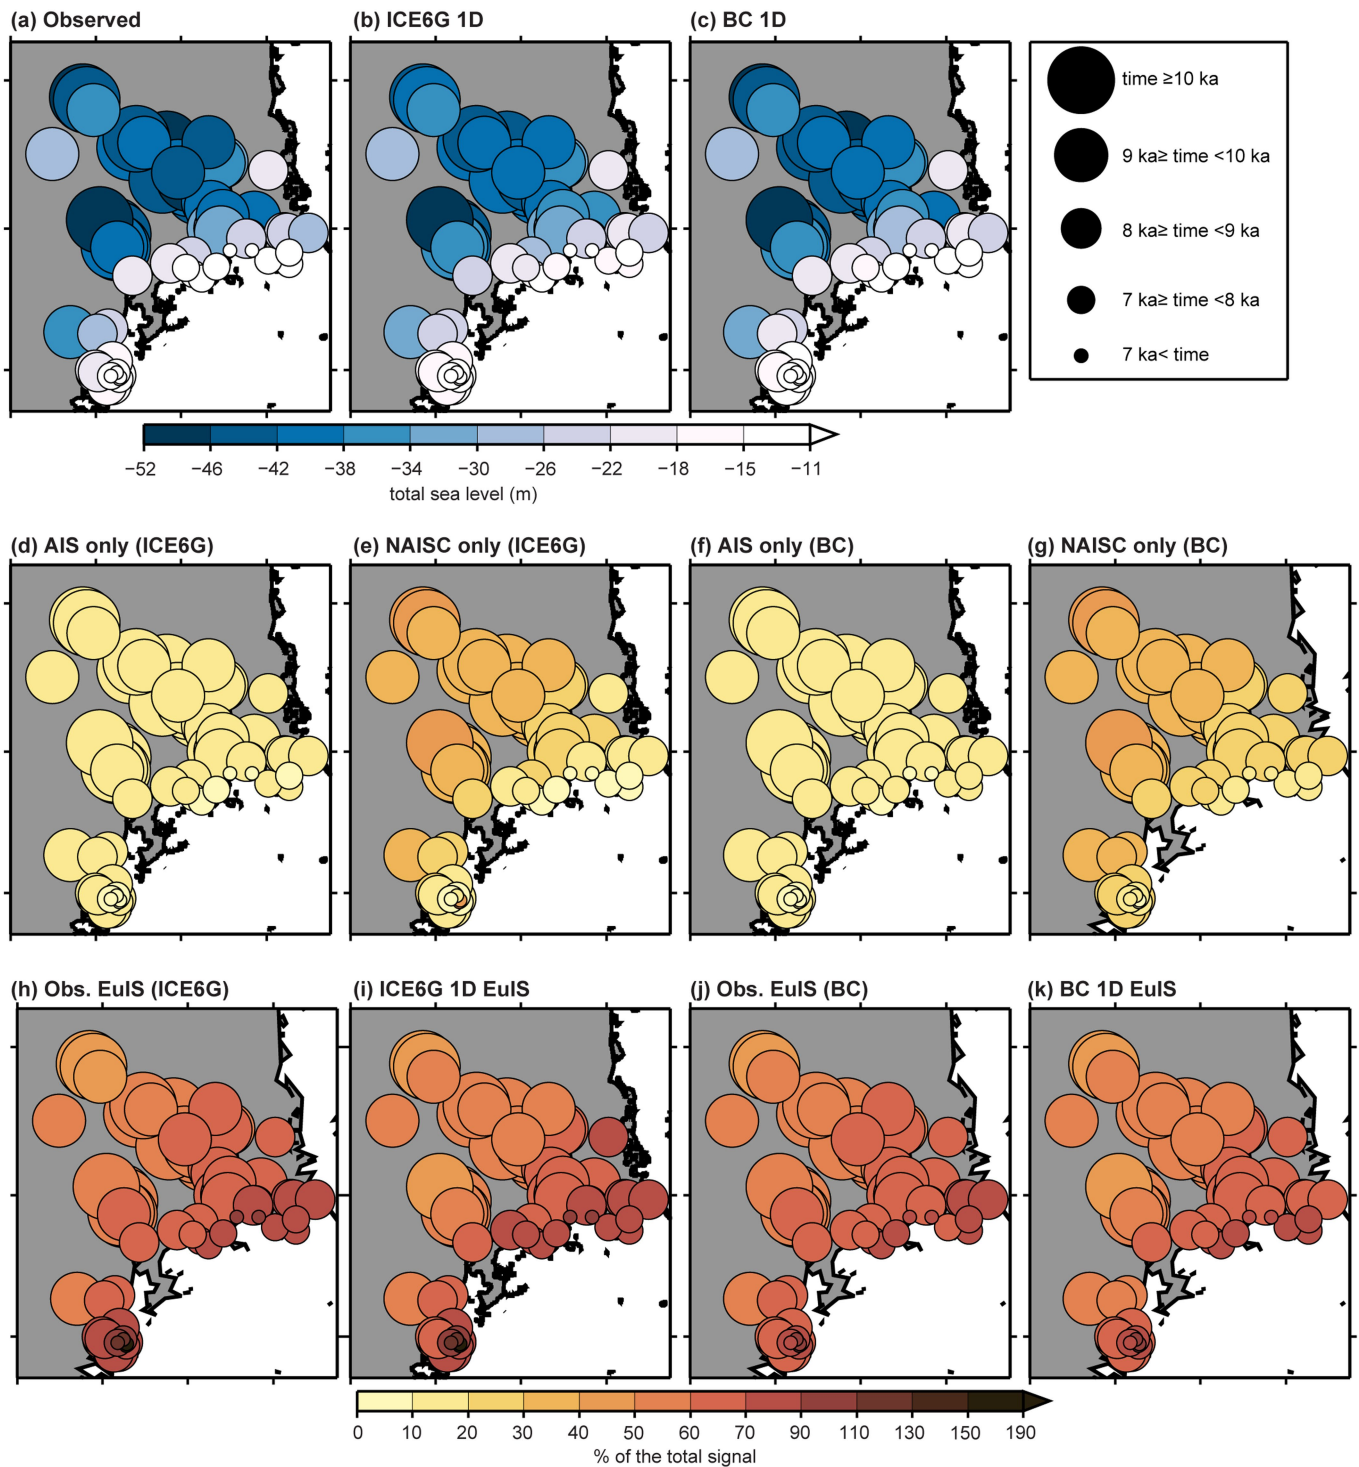 (a) Observed
(b) ICE6G 1D
(c) BC 1D
time ≥10 ka
9 ka≥ time <10 ka
8 ka≥ time <9 ka
7 ka≥ time <8 ka
7 ka< time
−52 −46 −42 −38 −34 −30 −26 −22 −18 −15 −11
total sea level (m)
(d) AIS only (ICE6G)
(e) NAISC only (ICE6G)
(f) AIS only (BC)
(g) NAISC only (BC)
(h) Obs. EuIS (ICE6G)
(i) ICE6G 1D EuIS
(j) Obs. EuIS (BC)
(k) BC 1D EuIS
0 10 20 30 40 50 60 70 90 110 130 150 190
% of the total signal